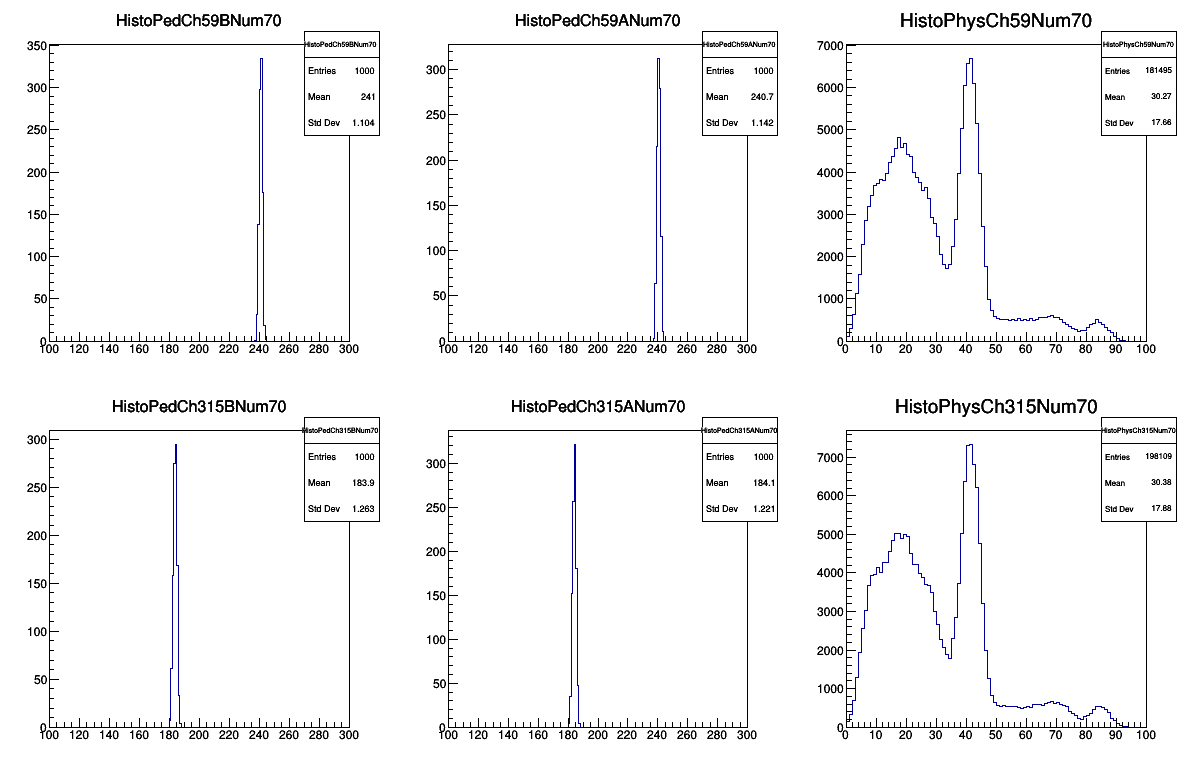 HistoPedCh59BNum70
HistoPedCh59BNum70
Entries 1000
Mean 241
Std Dev 1.104
350
300
250
200
150
100
50
0
100 120 140 160 180 200 220 240 260 280 300
HistoPedCh59ANum70
HistoPedCh59ANum70
Entries 1000
Mean 240.7
Std Dev 1.142
300
250
200
150
100
50
0
100 120 140 160 180 200 220 240 260 280 300
HistoPhysCh59Num70
HistoPhysCh59Num70
Entries 181495
Mean 30.27
Std Dev 17.66
7000
6000
5000
4000
3000
2000
1000
0
0 10 20 30 40 50 60 70 80 90 100
HistoPedCh315BNum70
HistoPedCh315BNum70
Entries 1000
Mean 183.9
Std Dev 1.263
300
250
200
150
100
50
0
100 120 140 160 180 200 220 240 260 280 300
HistoPedCh315ANum70
HistoPedCh315ANum70
Entries 1000
Mean 184.1
Std Dev 1.221
300
250
200
150
100
50
0
100 120 140 160 180 200 220 240 260 280 300
HistoPhysCh315Num70
HistoPhysCh315Num70
Entries 198109
Mean 30.38
Std Dev 17.88
7000
6000
5000
4000
3000
2000
1000
0
0 10 20 30 40 50 60 70 80 90 100